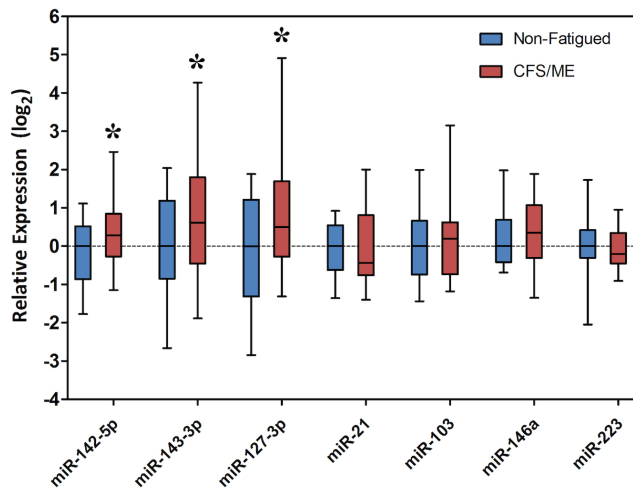 Relative Expression (log2)
6
5
4
3
2
1
0
-1
-2
-3
-4
Non-Fatigued
CFS/ME
*
*
*
miR-142-5p
miR-143-3p
miR-127-3p
miR-21
miR-103
miR-146a
miR-223